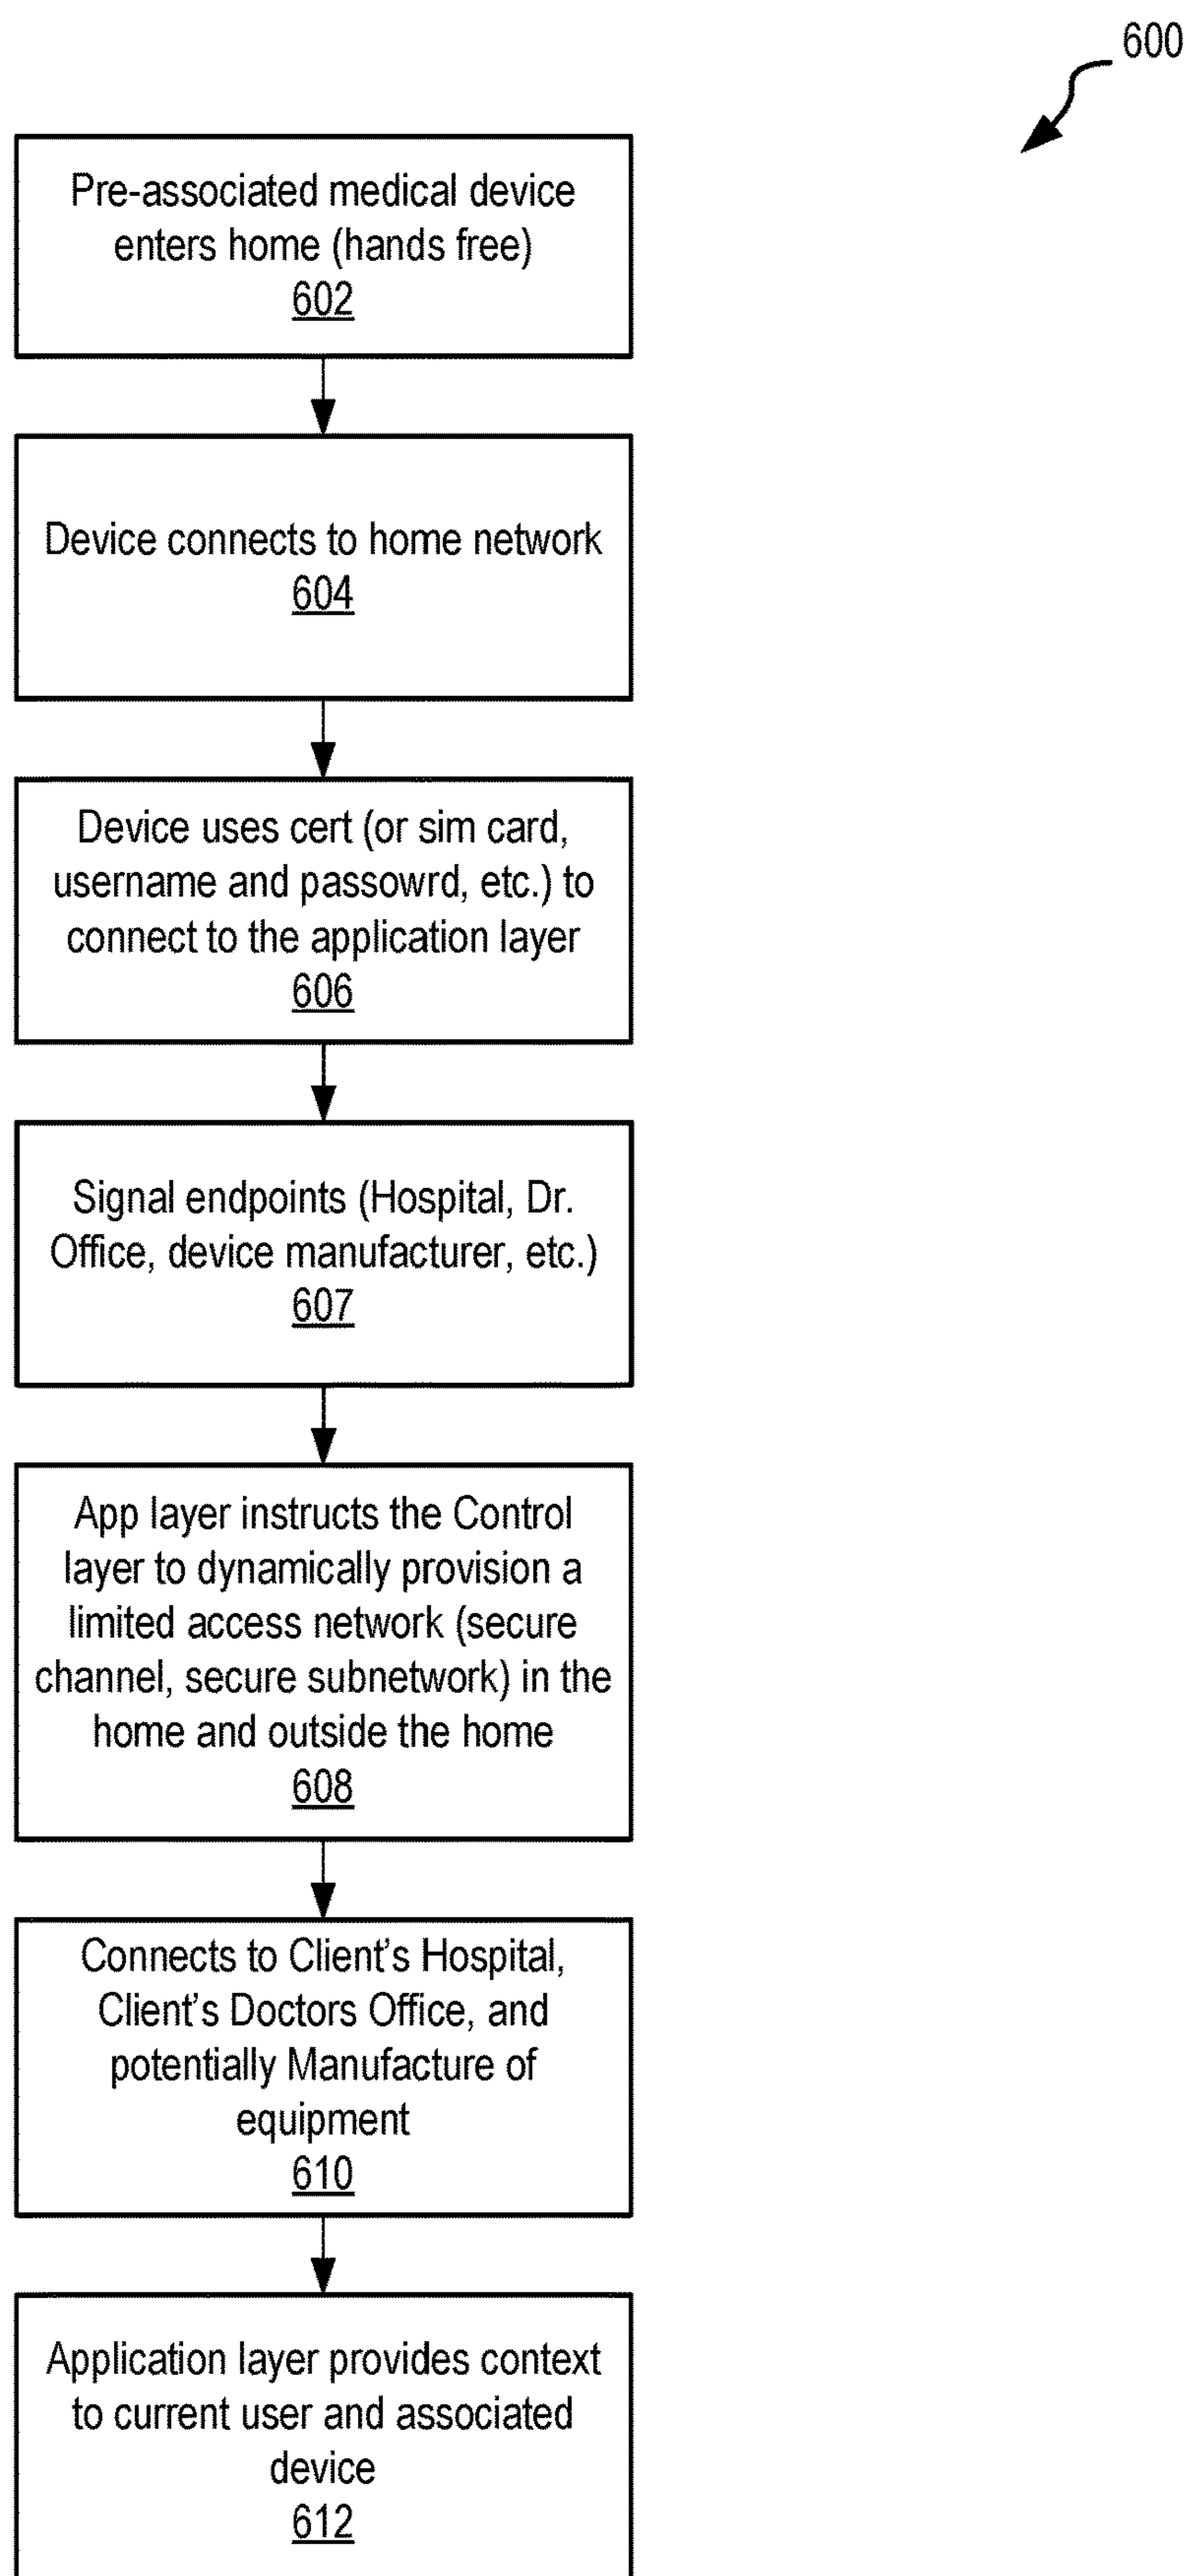 600
Pre-associated medical device
enters home (hands free)
602
Device connects to home network
604
Device uses cert (or sim card,
username and passowrd, etc.) to
connect to the application layer
606
Signal endpoints (Hospital, Dr.
Office, device manufacturer, etc.)
607
App layer instructs the Control
layer to dynamically provision a
limited access network (secure
channel, secure subnetwork) in the
home and outside the home
608
Connects to Client’s Hospital,
Client’s Doctors Office, and
potentially Manufacture of
equipment
610
Application layer provides context
to current user and associated
device
612